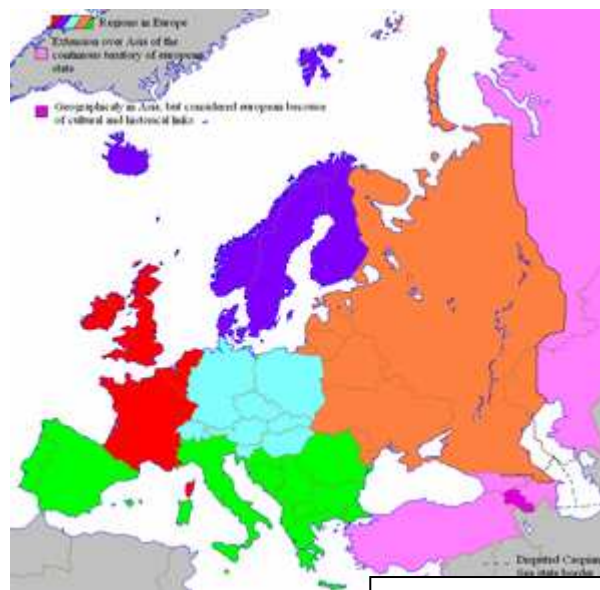 Regions in Europe
Extension over Asia of the
continuous territory of european
state
Geographicaly in Asia, but considered european because
of cultural and historical links
Disputed Caspian
Sea state border